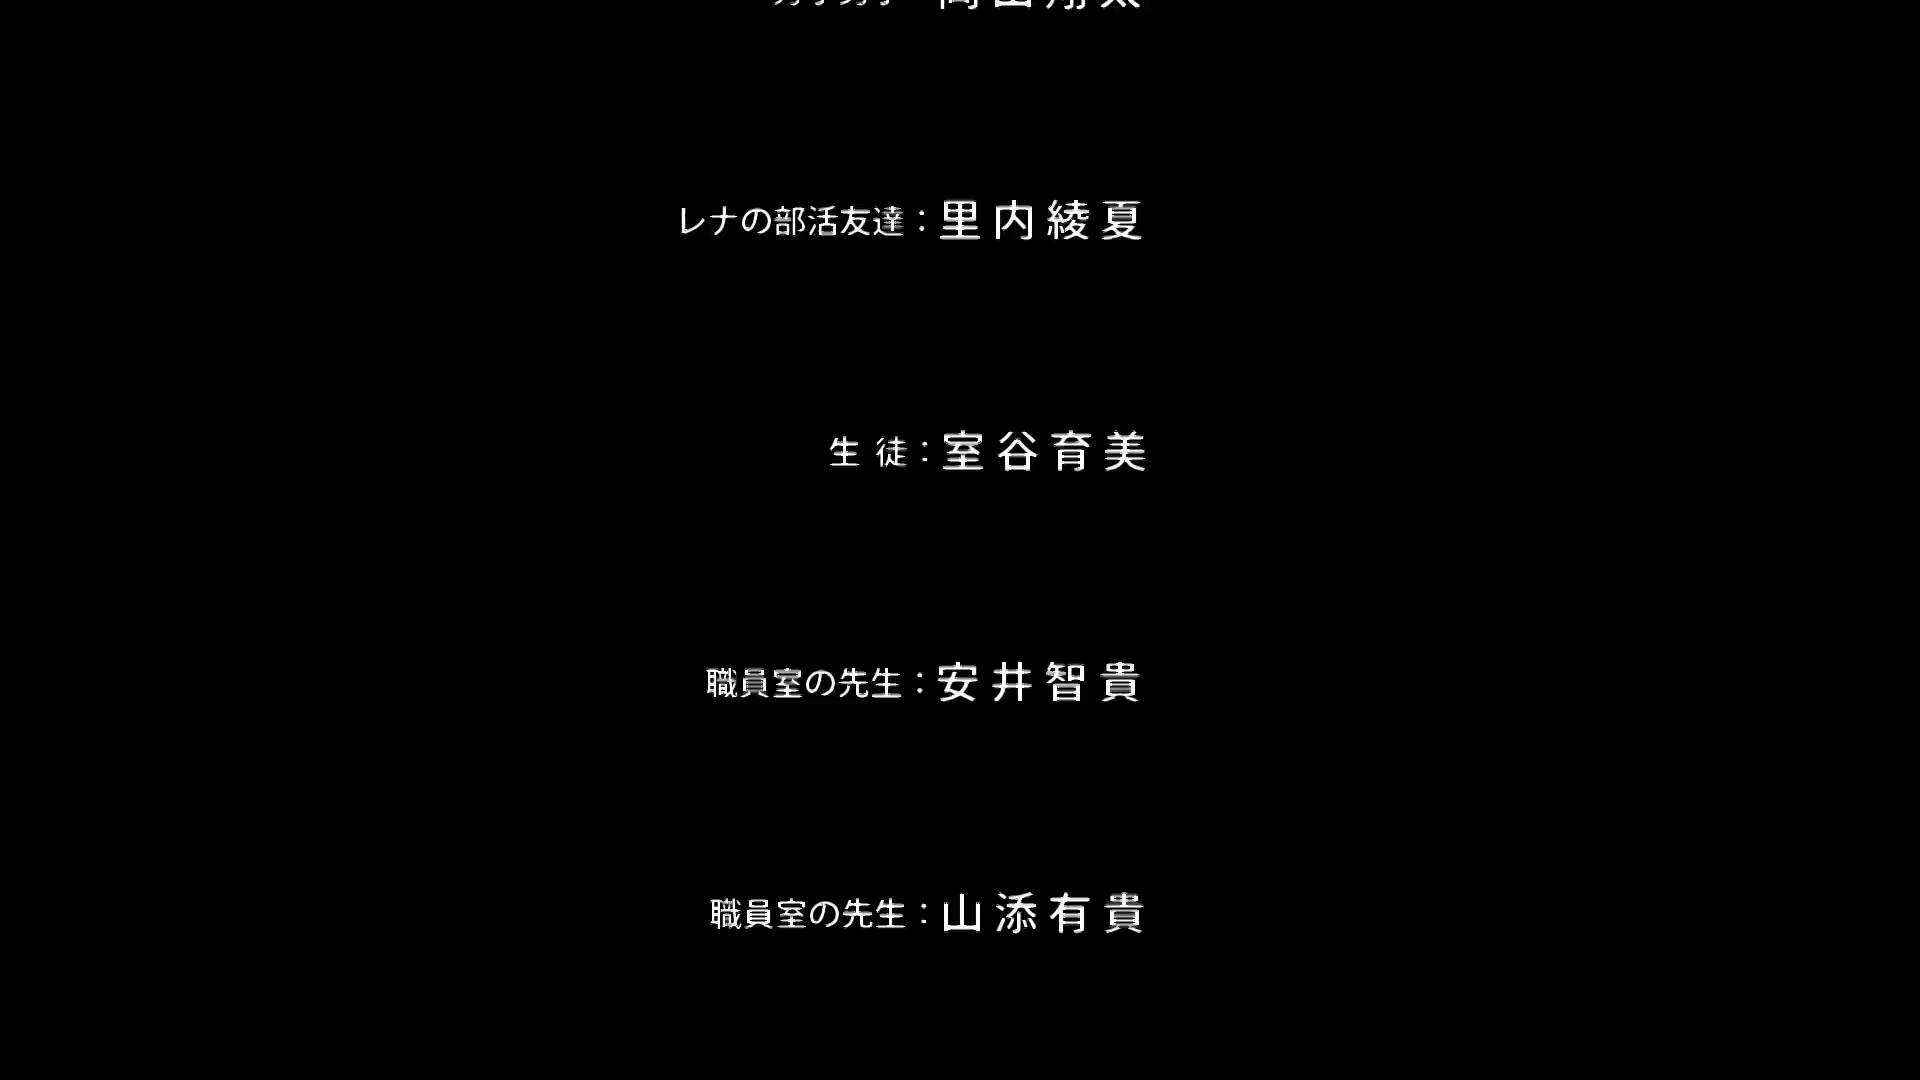 レナの部活友達：里内綾夏
生 徒：室谷育美
職員室の先生：安井智貴
職員室の先生：山添有貴